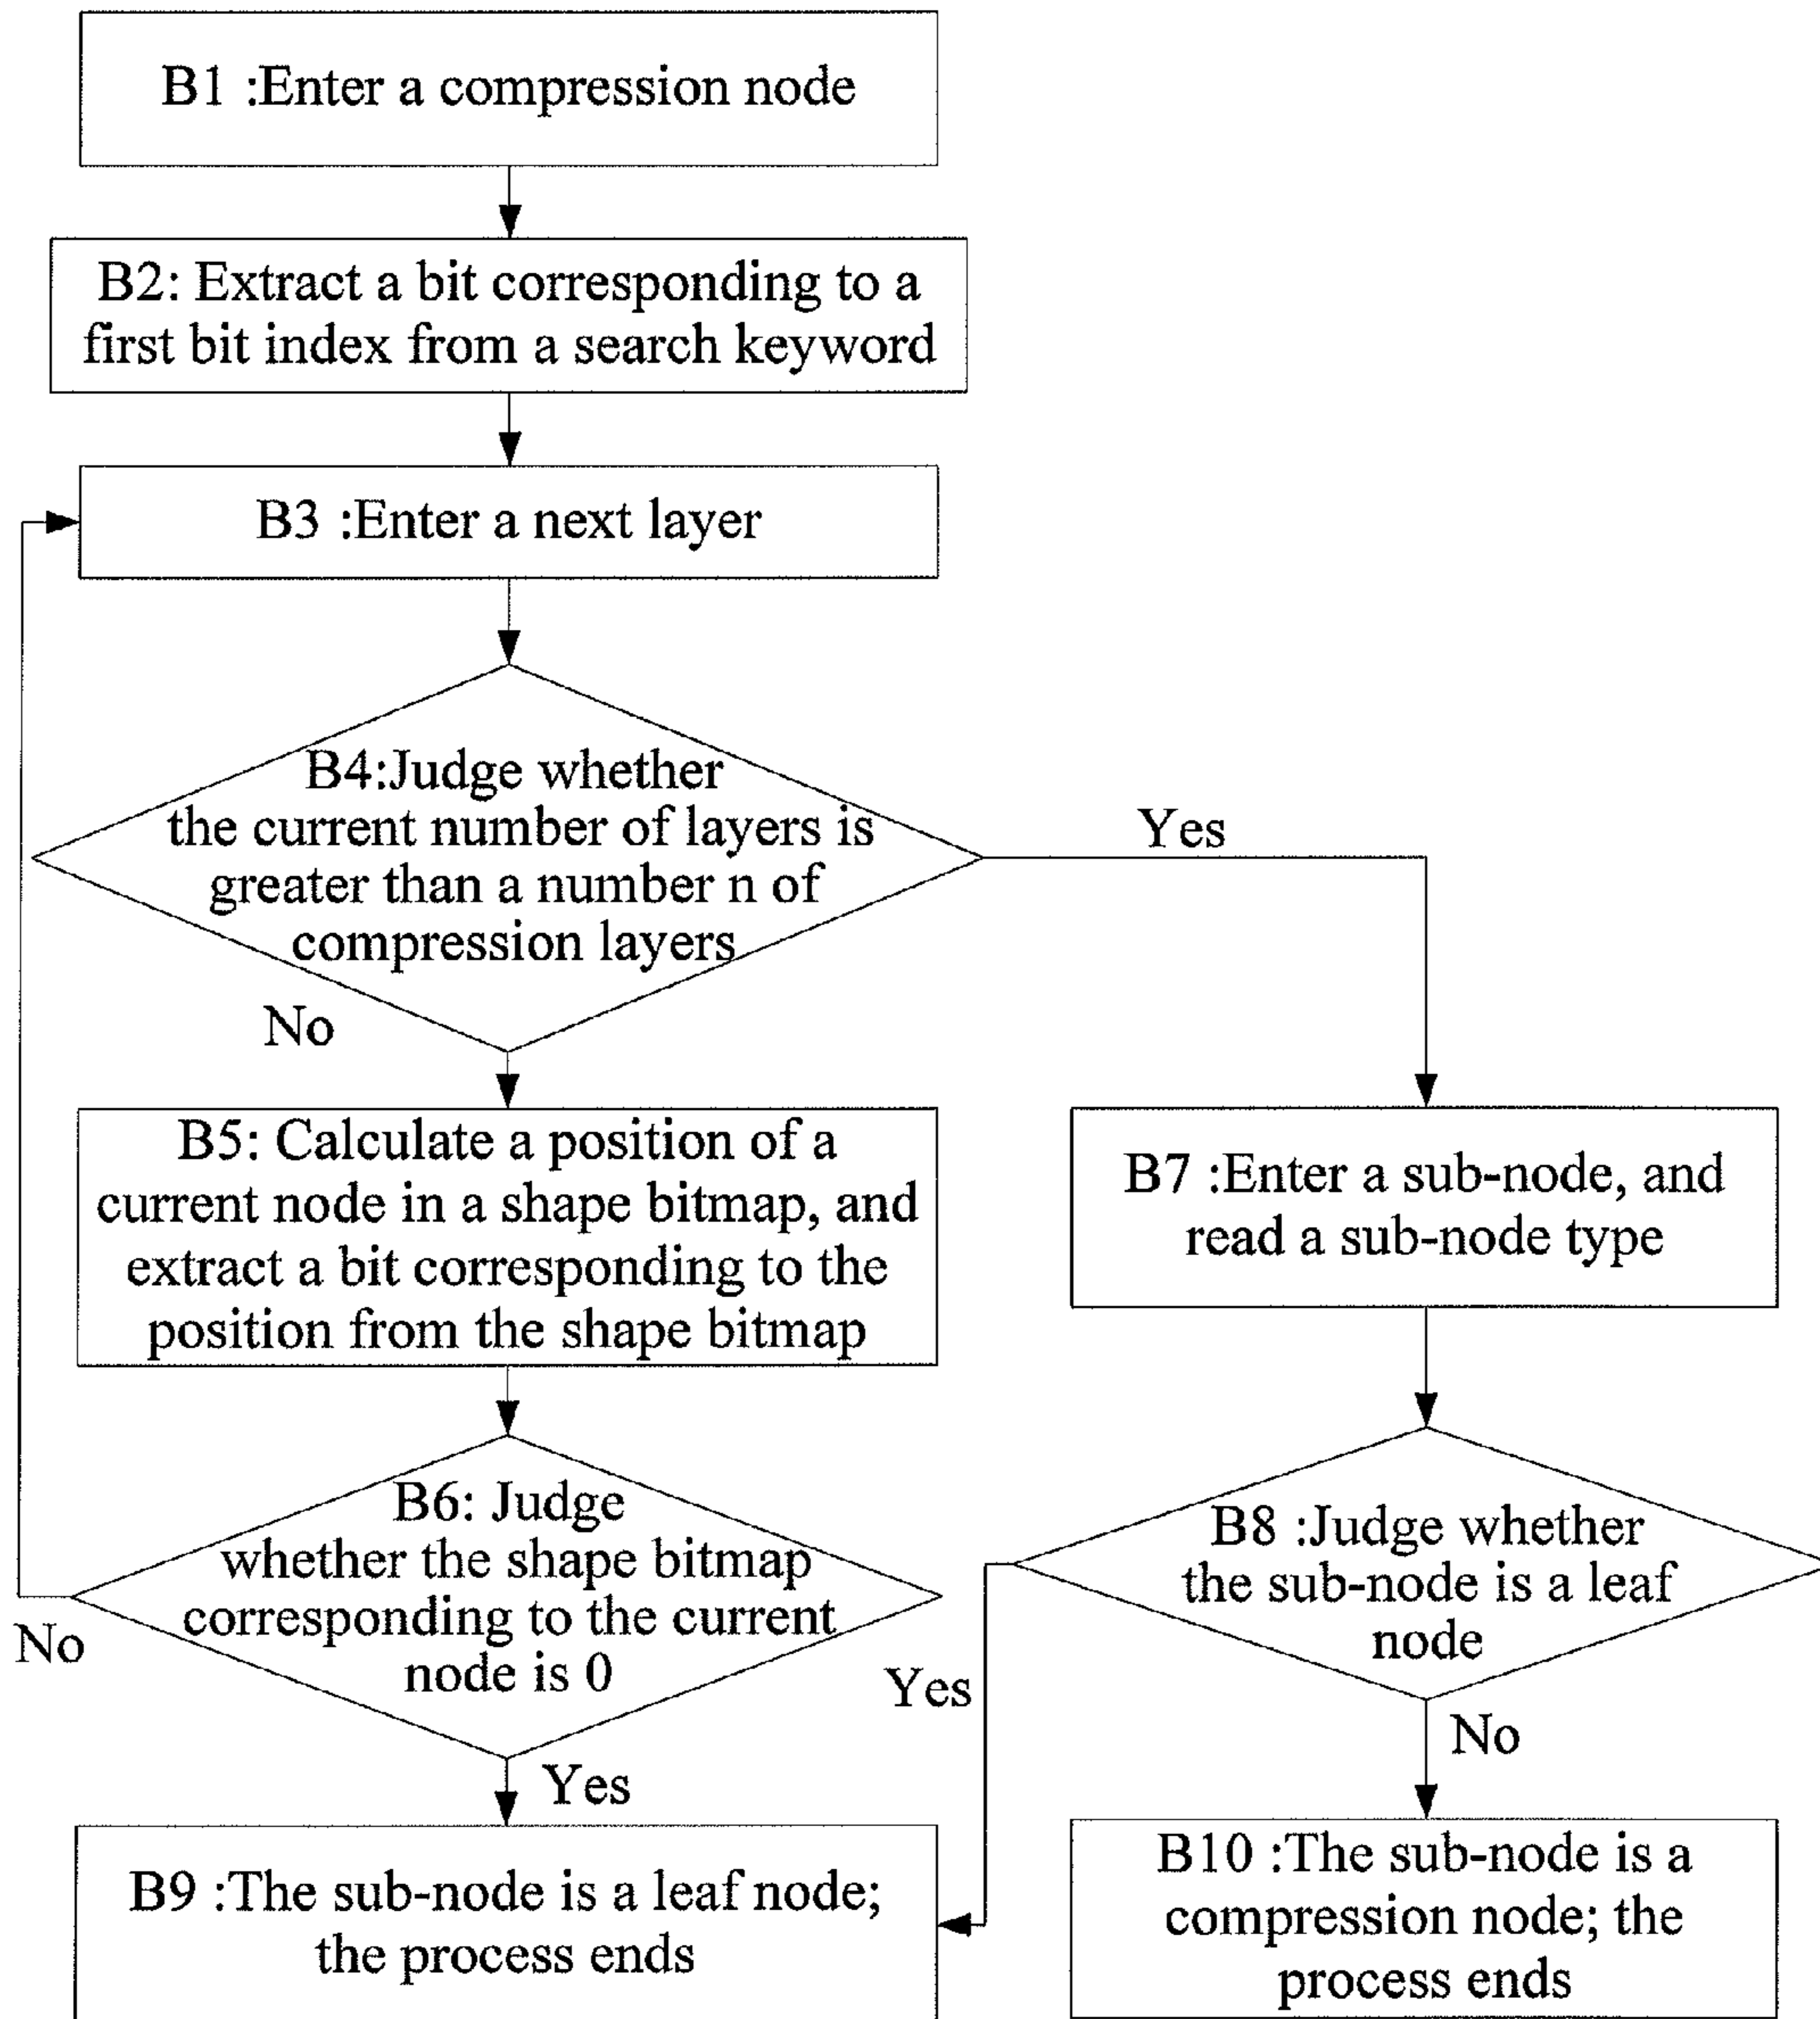 B1 :Enter a compression node
B2: Extract a bit corresponding to a
first bit index from a search keyword
B3 :Enter a next layer
B4:Judge whether
the current number of layers is
greater than a number n of
compression layers
Yes
No
B5: Calculate a position of a
current node in a shape bitmap, and
extract a bit corresponding to the
position from the shape bitmap
B7 :Enter a sub-node, and
read a sub-node type
B6: Judge
whether the shape bitmap
corresponding to the current
node is 0
No
Yes
B8 :Judge whether
the sub-node is a leaf
node
Yes
No
B9 :The sub-node is a leaf node;
the process ends
B10 :The sub-node is a
compression node; the
process ends